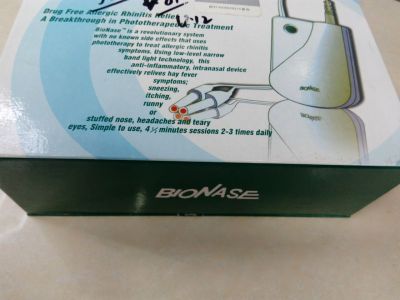 U-12
Drug Free Allergic Rhinitis Relief
A Breakthrough in Phototherapeutic Treatment
BioNase™ is a revolutionary system
with no known side effects that uses
phototherapy to treat allergic rhinitis
symptoms. Using low-level narrow
band light technology, this
anti-inflammatory, intranasal device
effectively relives hay fever
symptoms;
sneezing,
itching,
runny
or
stuffed nose, headaches and teary
eyes, Simple to use, 4 ½ minutes sessions 2-3 times daily
BIONASE